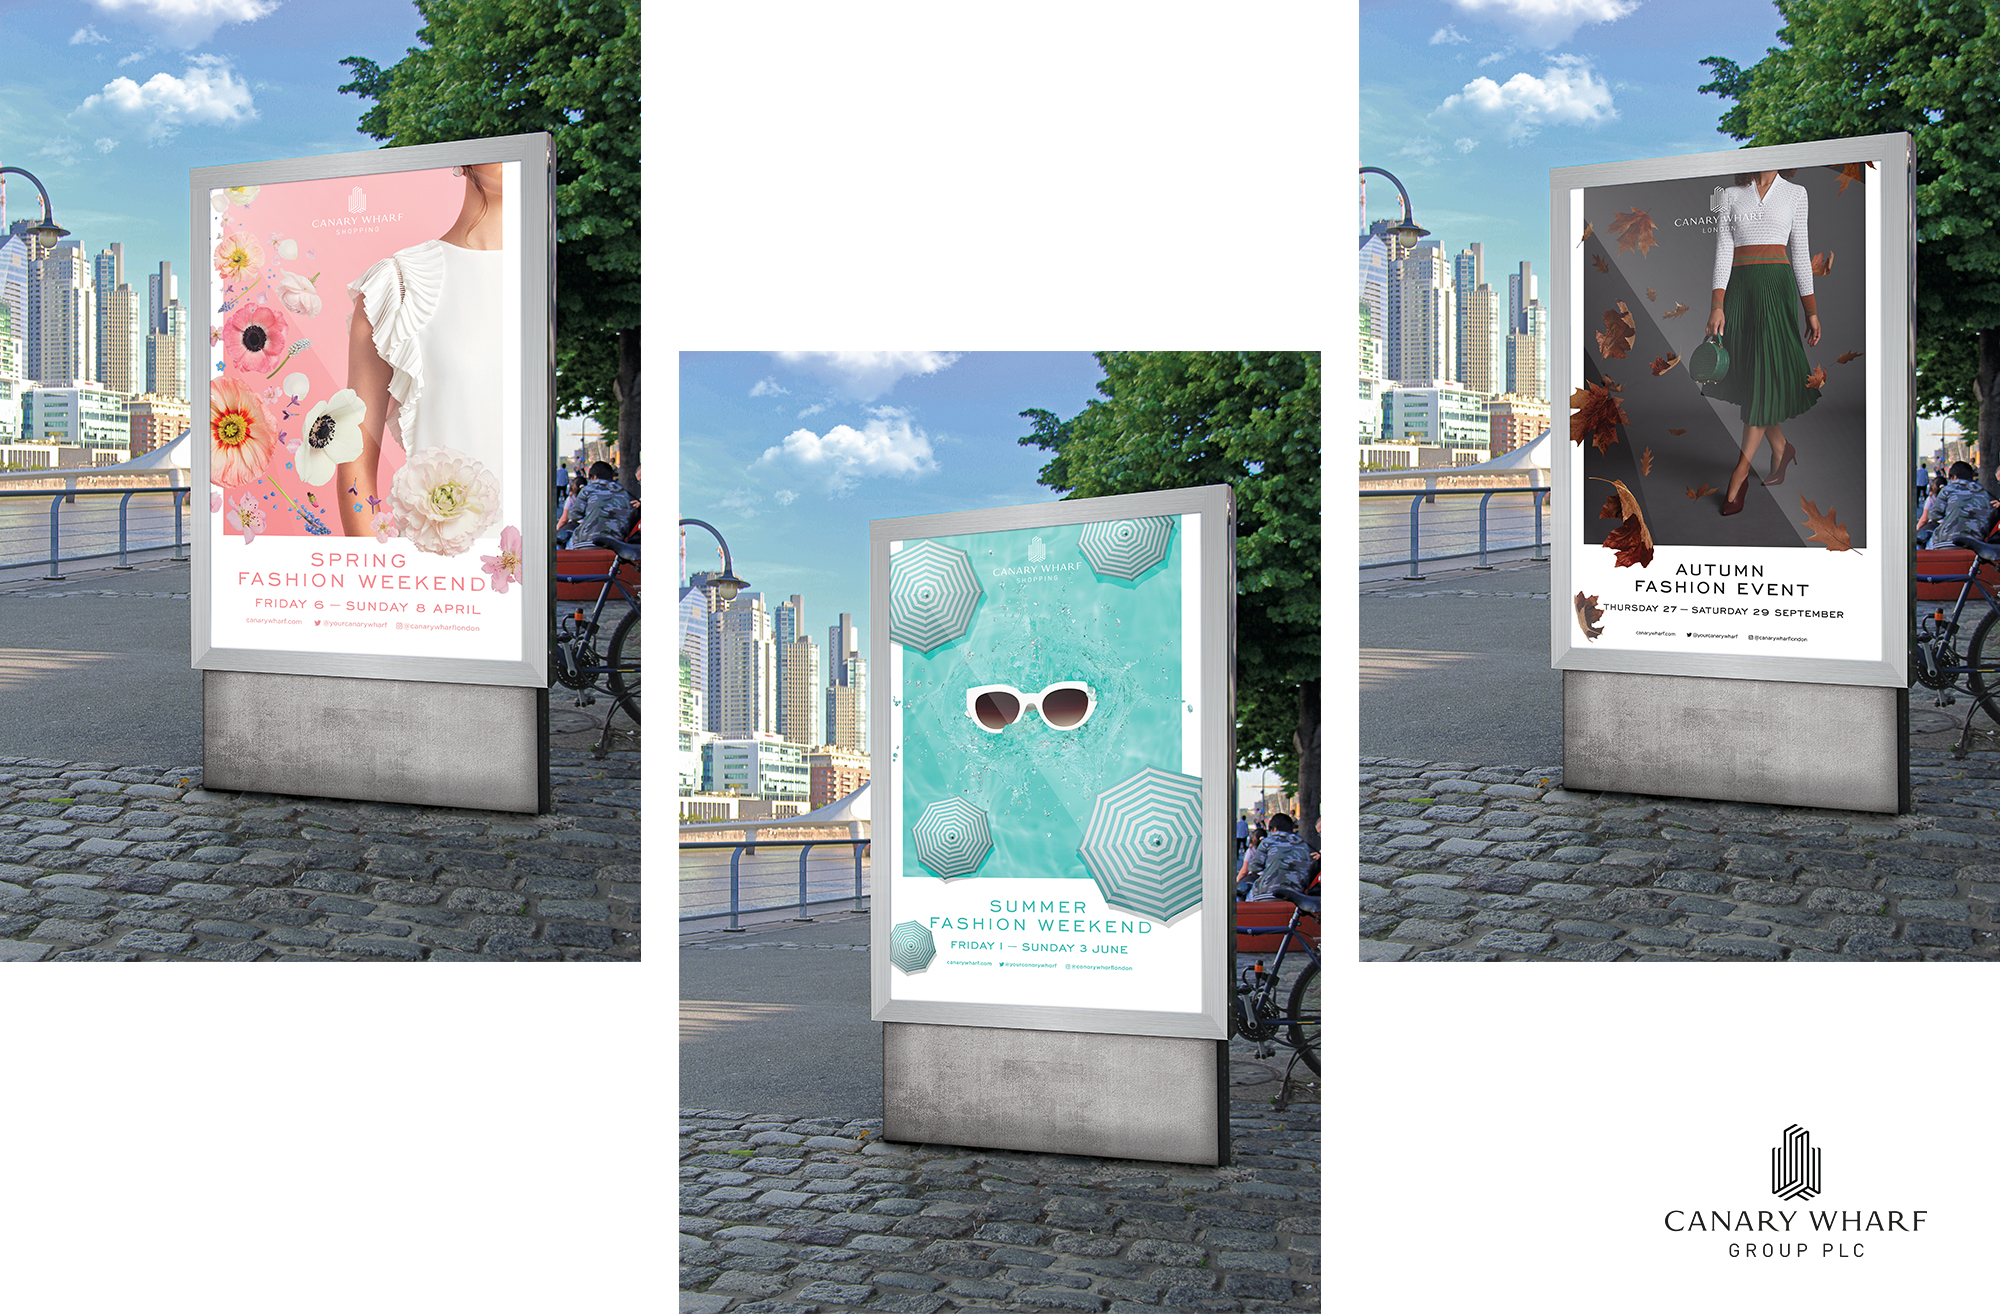 CANARY WHARF
SHOPPING
SPRING
FASHION WEEKEND
FRIDAY 6 — SUNDAY 8 APRIL
canarywharf.com @yourcanarywharf @canarywharflondon
CANARY WHARF
SHOPPING
SUMMER
FASHION WEEKEND
FRIDAY 1 — SUNDAY 3 JUNE
canarywharf.com @yourcanarywharf @canarywharflondon
CANARY WHARF
LONDON
AUTUMN
FASHION EVENT
THURSDAY 27 — SATURDAY 29 SEPTEMBER
canarywharf.com @yourcanarywharf @canarywharflondon
CANARY WHARF
GROUP PLC